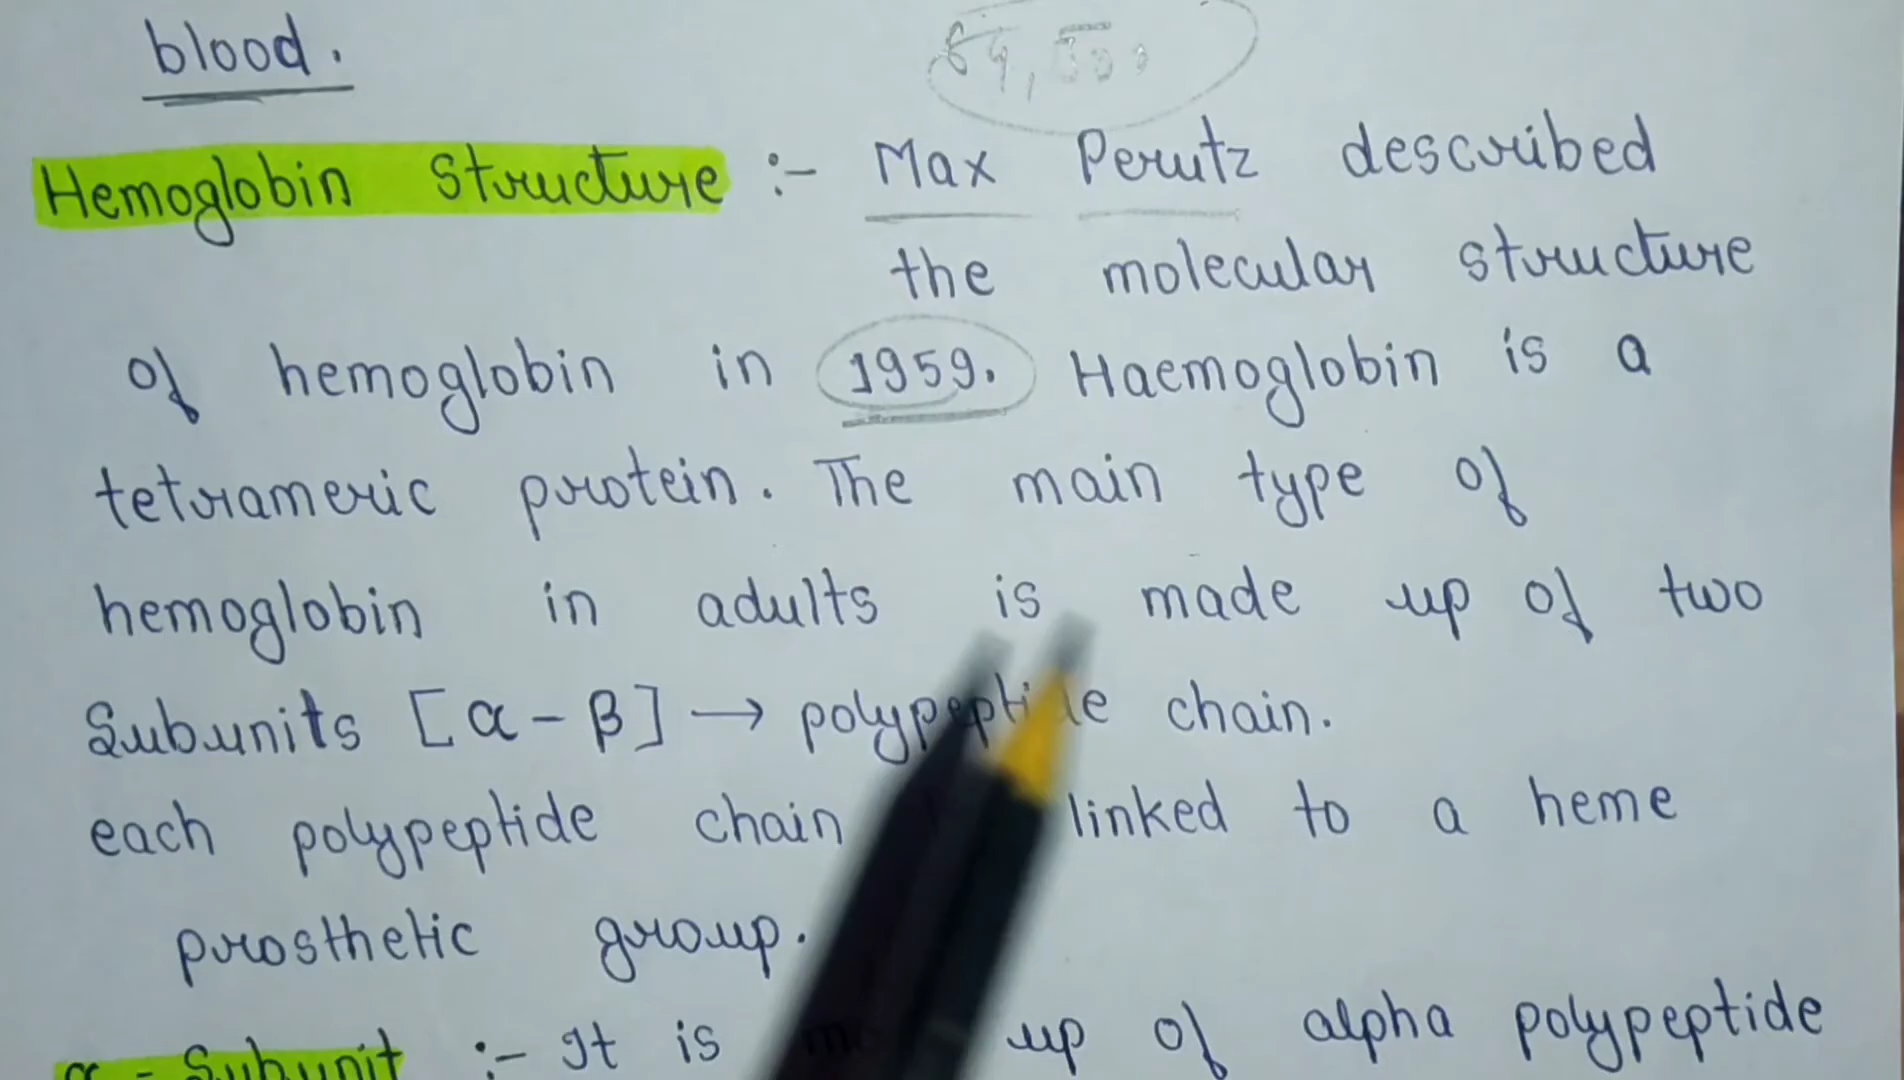 blood.
Hemoglobin Structure :- Max Perutz described
the molecular structure
of hemoglobin in 1959. Haemoglobin is a
tetrameric protein. The main type of
hemoglobin in adults is made up of two
Subunits [α-β] → polypeptide chain.
each polypeptide chain linked to a heme
prosthetic group.
α - Subunit :- It is up of alpha polypeptide